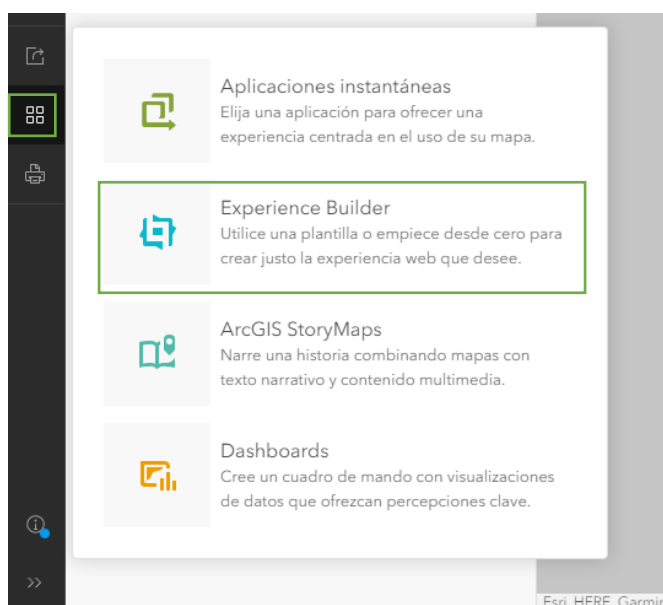 Aplicaciones instantáneas
Elija una aplicación para ofrecer una
experiencia centrada en el uso de su mapa.
Experience Builder
Utilice una plantilla o empiece desde cero para
crear justo la experiencia web que desee.
ArcGIS StoryMaps
Narre una historia combinando mapas con
texto narrativo y contenido multimedia.
Dashboards
Cree un cuadro de mando con visualizaciones
de datos que ofrezcan percepciones clave.
Esri, HERE, Garmin